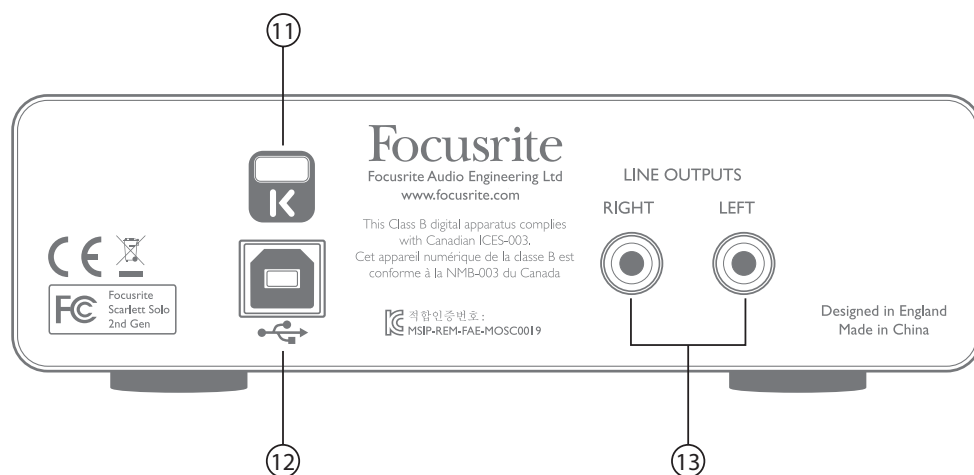 11
K
Focusrite
Focusrite Audio Engineering Ltd
www.focusrite.com
This Class B digital apparatus complies
with Canadian ICES-003.
Cet appareil numérique de la classe B est
conforme à la NMB-003 du Canada
적합인증번호:
MSIP-REM-FAE-MOSC0019
CE
FC
Focusrite
Scarlett Solo
2nd Gen
LINE OUTPUTS
RIGHT LEFT
Designed in England
Made in China
12
13